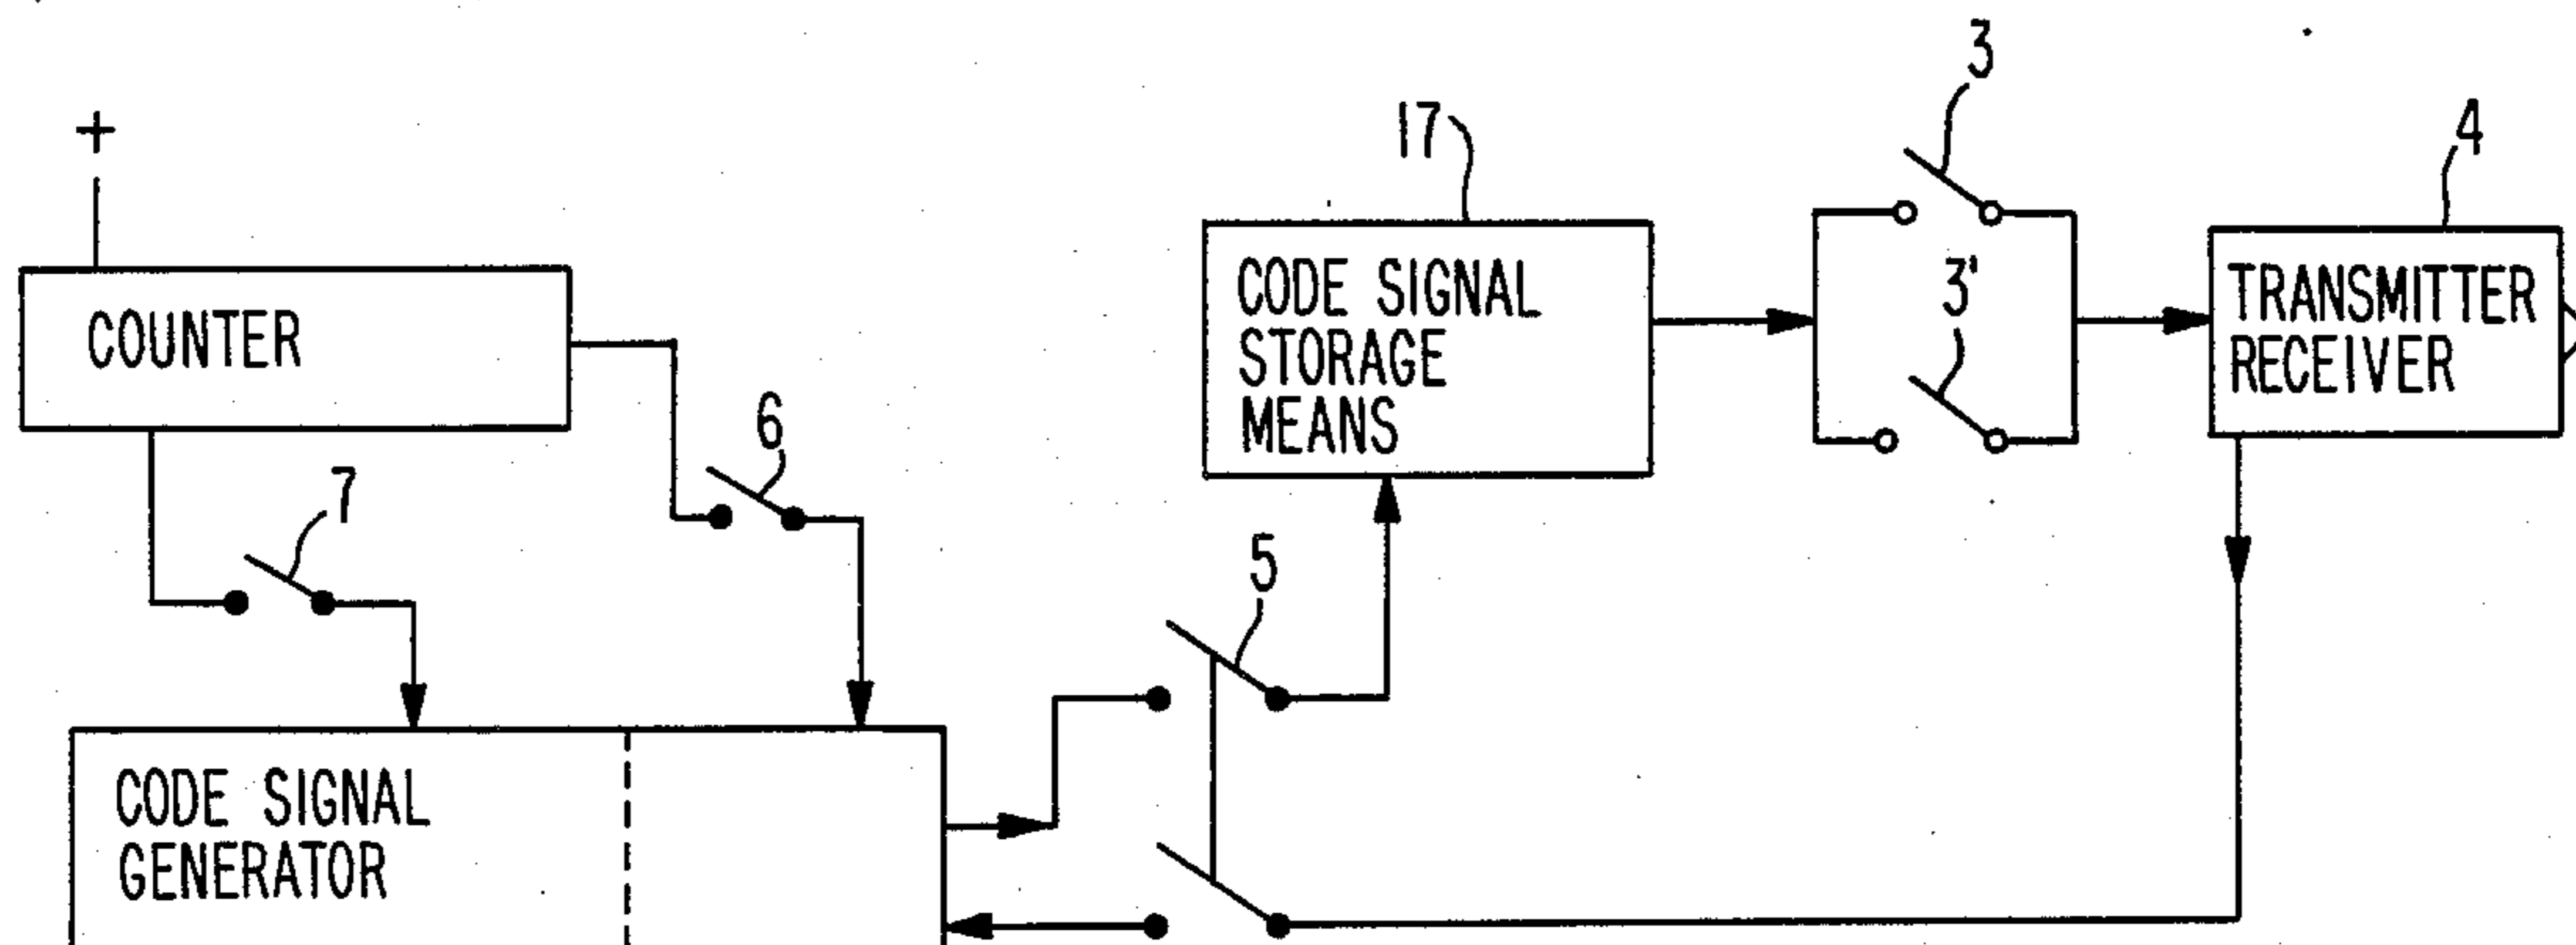 3
17
4
+
CODE SIGNAL
STORAGE
MEANS
3'
TRANSMITTER
RECEIVER
COUNTER
6
7
5
CODE SIGNAL
GENERATOR